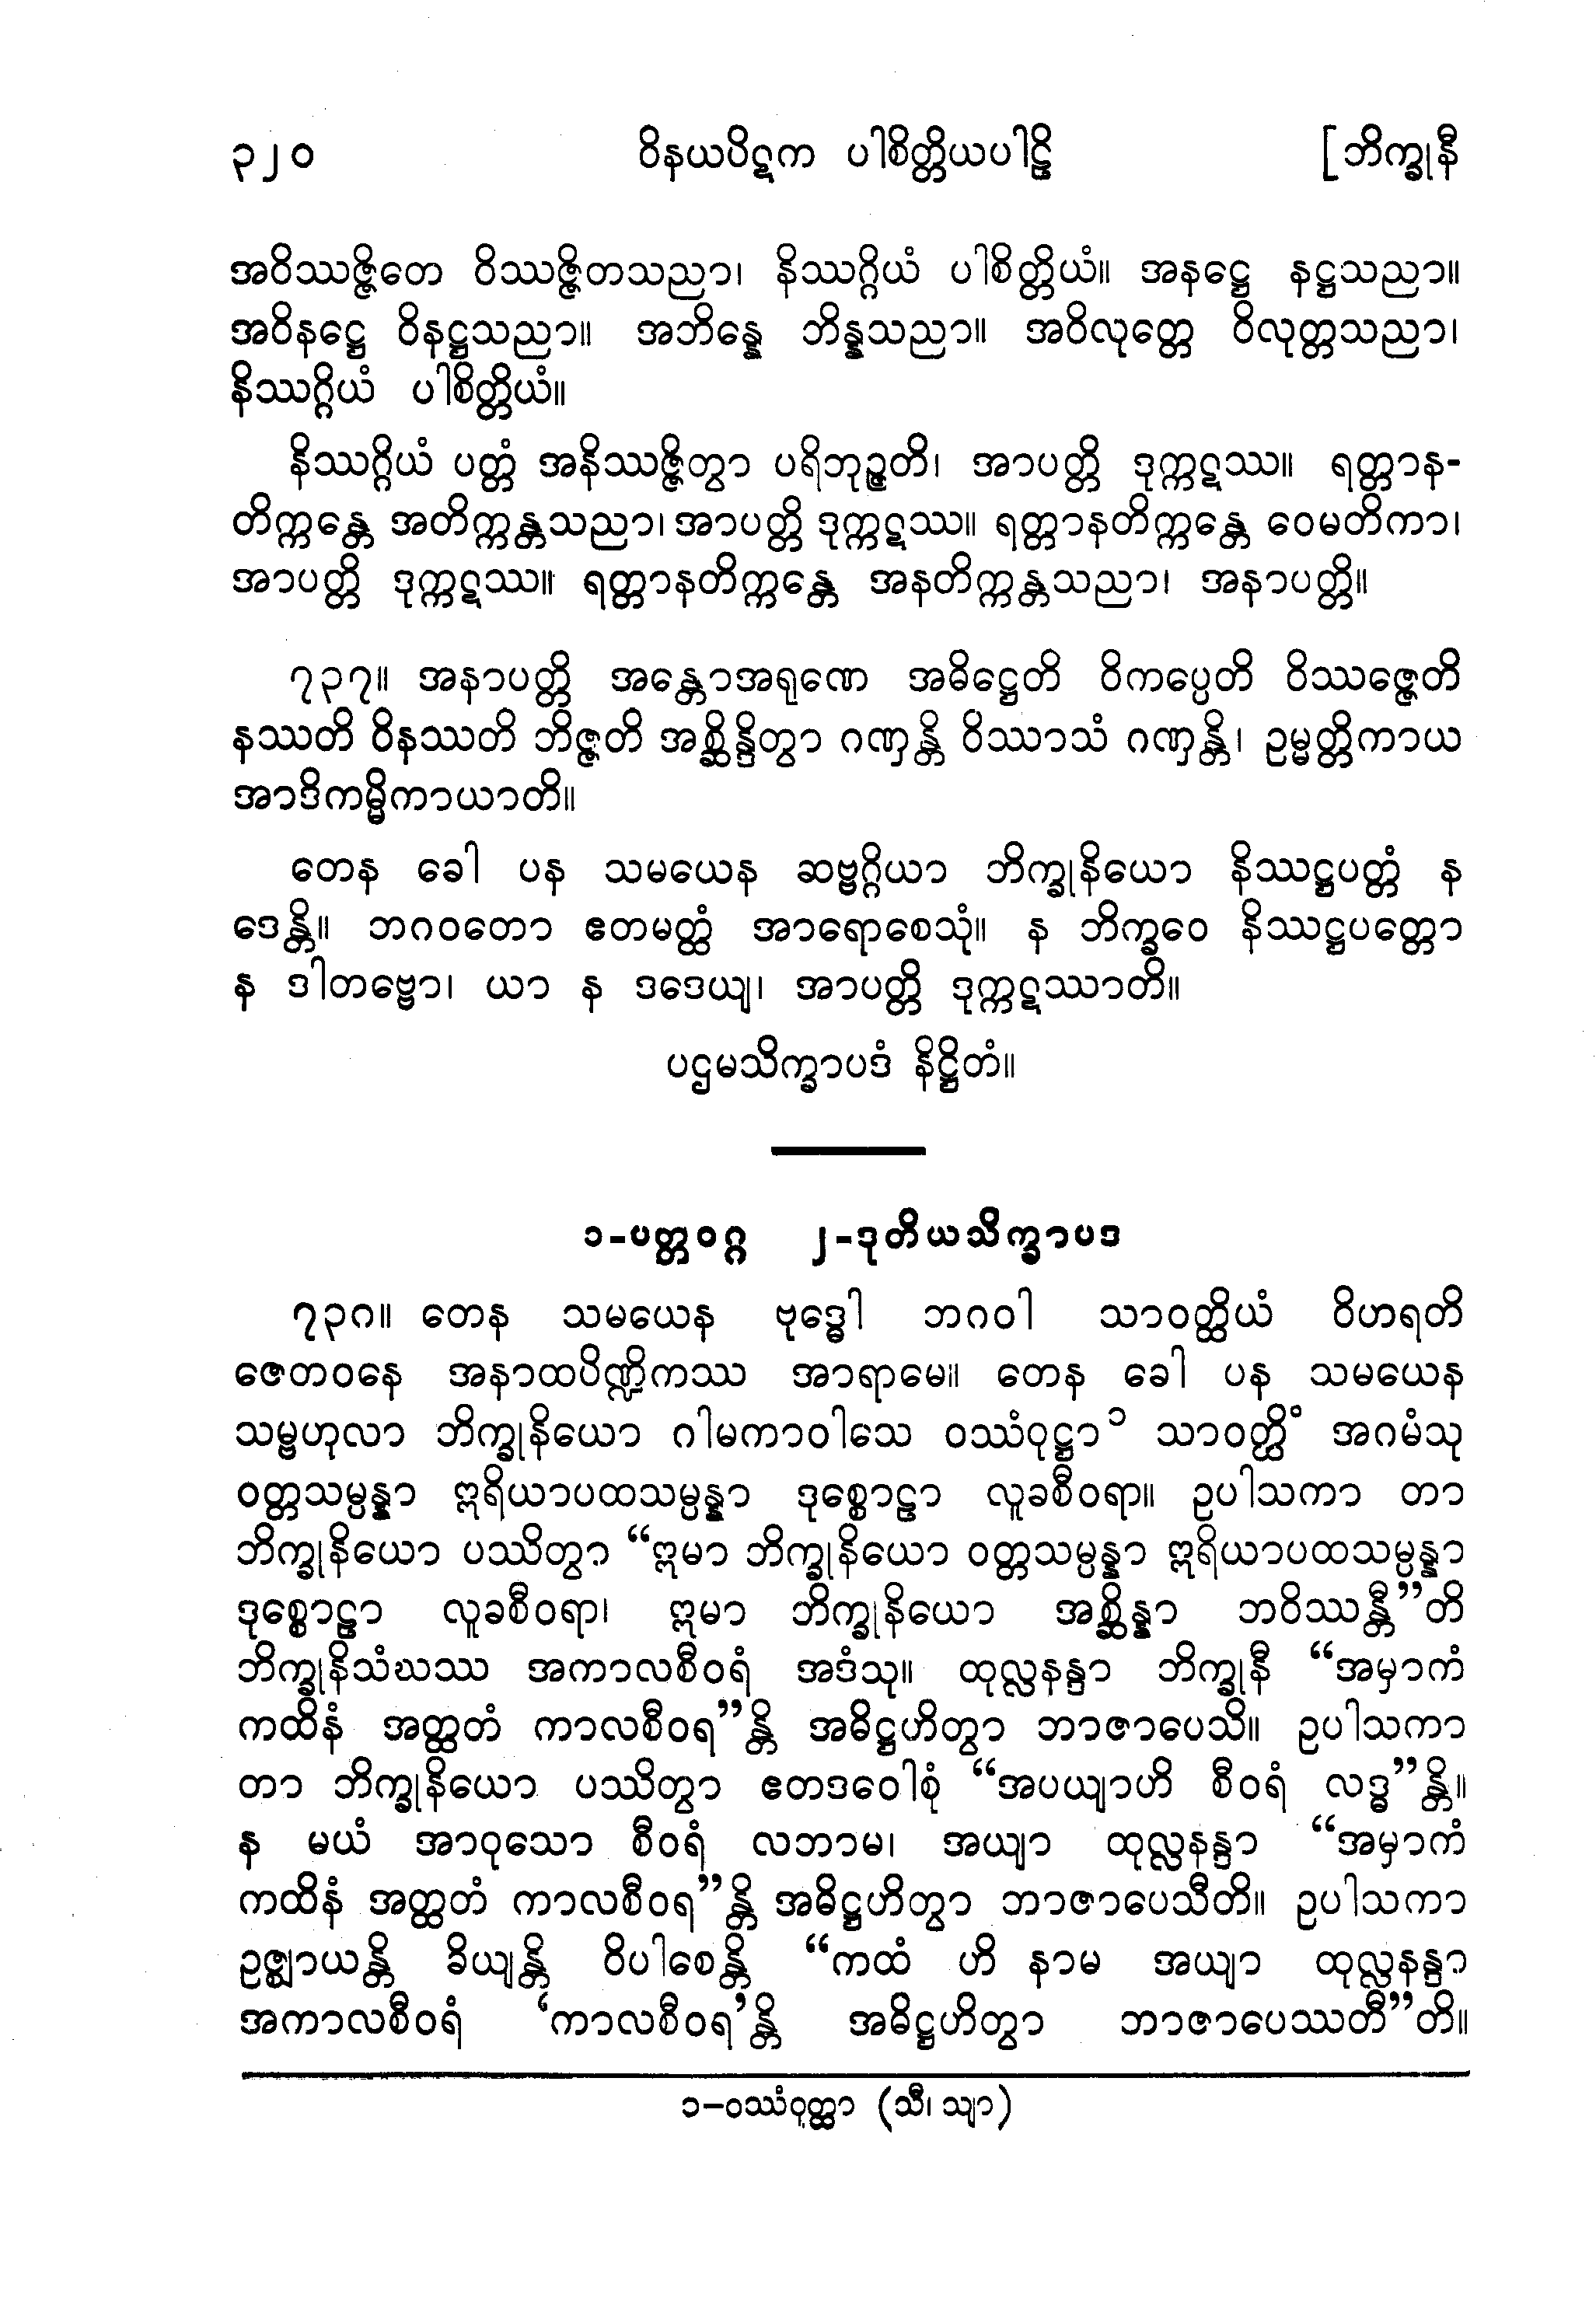 ၃၂၀ ဝိနယပိဋက ပါစိတ္တိယပါဠိ [ဘိက္ခုနီ
အဝိဿဇ္ဇိတေ ဝိဿဇ္ဇိတသညာ၊ နိဿဂ္ဂိယံ ပါစိတ္တိယံ။ အနဋ္ဌေ နဋ္ဌသညာ။
အဝိနဋ္ဌေ ဝိနဋ္ဌသညာ။ အဘိန္နေ ဘိန္နသညာ။ အဝိလုတ္တေ ဝိလုတ္တသညာ၊
နိဿဂ္ဂိယံ ပါစိတ္တိယံ။
နိဿဂ္ဂိယံ ပတ္တံ အနိဿဇ္ဇိတွာ ပရိဘုဉ္ဇတိ၊ အာပတ္တိ ဒုက္ကဋဿ။ ရတ္တာန-
တိက္ကန္တေ အတိက္ကန္တသညာ၊ အာပတ္တိ ဒုက္ကဋဿ။ ရတ္တာနတိက္ကန္တေ ဝေမတိကာ၊
အာပတ္တိ ဒုက္ကဋဿ။ ရတ္တာနတိက္ကန္တေ အနတိက္ကန္တသညာ၊ အနာပတ္တိ။
၇၃၇။ အနာပတ္တိ အန္တောအရုဏေ အဓိဋ္ဌေတိ ဝိကပ္ပေတိ ဝိဿဇ္ဇေတိ
နဿတိ ဝိနဿတိ ဘိဇ္ဇတိ အစ္ဆိန္ဒိတွာ ဂဏှန္တိ ဝိဿာသံ ဂဏှန္တိ၊ ဥမ္မတ္တိကာယ
အာဒိကမ္မိကာယာတိ။
တေန ခေါ ပန သမယေန ဆဗ္ဗဂ္ဂိယာ ဘိက္ခုနိယော နိဿဋ္ဌပတ္တံ န
ဒေန္တိ။ ဘဂဝတော ဧတမတ္ထံ အာရောစေသုံ။ န ဘိက္ခဝေ နိဿဋ္ဌပတ္တော
န ဒါတဗ္ဗော၊ ယာ န ဒဒေယျ၊ အာပတ္တိ ဒုက္ကဋဿာတိ။
ပဌမသိက္ခာပဒံ နိဋ္ဌိတံ။
၁-ပတ္တဝဂ္ဂ ၂-ဒုတိယသိက္ခာပဒ
၇၃၈။ တေန သမယေန ဗုဒ္ဓေါ ဘဂဝါ သာဝတ္ထိယံ ဝိဟရတိ
ဇေတဝနေ အနာထပိဏ္ဍိကဿ အာရာမေ။ တေန ခေါ ပန သမယေန
သမ္ဗဟုလာ ဘိက္ခုနိယော ဂါမကာဝါသေ ဝဿံဝုဋ္ဌာ ၁ သာဝတ္ထိံ အဂမံသု
ဝတ္တသမ္ပန္နာ ဣရိယာပထသမ္ပန္နာ ဒုစ္စောဠာ လူခစီဝရာ။ ဥပါသကာ တာ
ဘိက္ခုနိယော ပဿိတွာ “ဣမာ ဘိက္ခုနိယော ဝတ္တသမ္ပန္နာ ဣရိယာပထသမ္ပန္နာ
ဒုစ္စောဠာ လူခစီဝရာ၊ ဣမာ ဘိက္ခုနိယော အစ္ဆိန္နာ ဘဝိဿန္တီ”တိ
ဘိက္ခုနိသံဃဿ အကာလစီဝရံ အဒံသု။ ထုလ္လနန္ဒာ ဘိက္ခုနီ “အမှာကံ
ကထိနံ အတ္ထတံ ကာလစီဝရ”န္တိ အဓိဋ္ဌဟိတွာ ဘာဇာပေသိ။ ဥပါသကာ
တာ ဘိက္ခုနိယော ပဿိတွာ ဧတဒဝေါစုံ “အပယျာဟိ စီဝရံ လဒ္ဓ”န္တိ။
န မယံ အာဝုသော စီဝရံ လဘာမ၊ အယျာ ထုလ္လနန္ဒာ “အမှာကံ
ကထိနံ အတ္ထတံ ကာလစီဝရ”န္တိ အဓိဋ္ဌဟိတွာ ဘာဇာပေသီတိ။ ဥပါသကာ
ဥဇ္ဈာယန္တိ ခိယျန္တိ ဝိပါစေန္တိ “ကထံ ဟိ နာမ အယျာ ထုလ္လနန္ဒာ
အကာလစီဝရံ ‘ကာလစီဝရ’န္တိ အဓိဋ္ဌဟိတွာ ဘာဇာပေဿတီ”တိ။
၁-ဝဿံဝုတ္ထာ (သီ၊ သျာ)